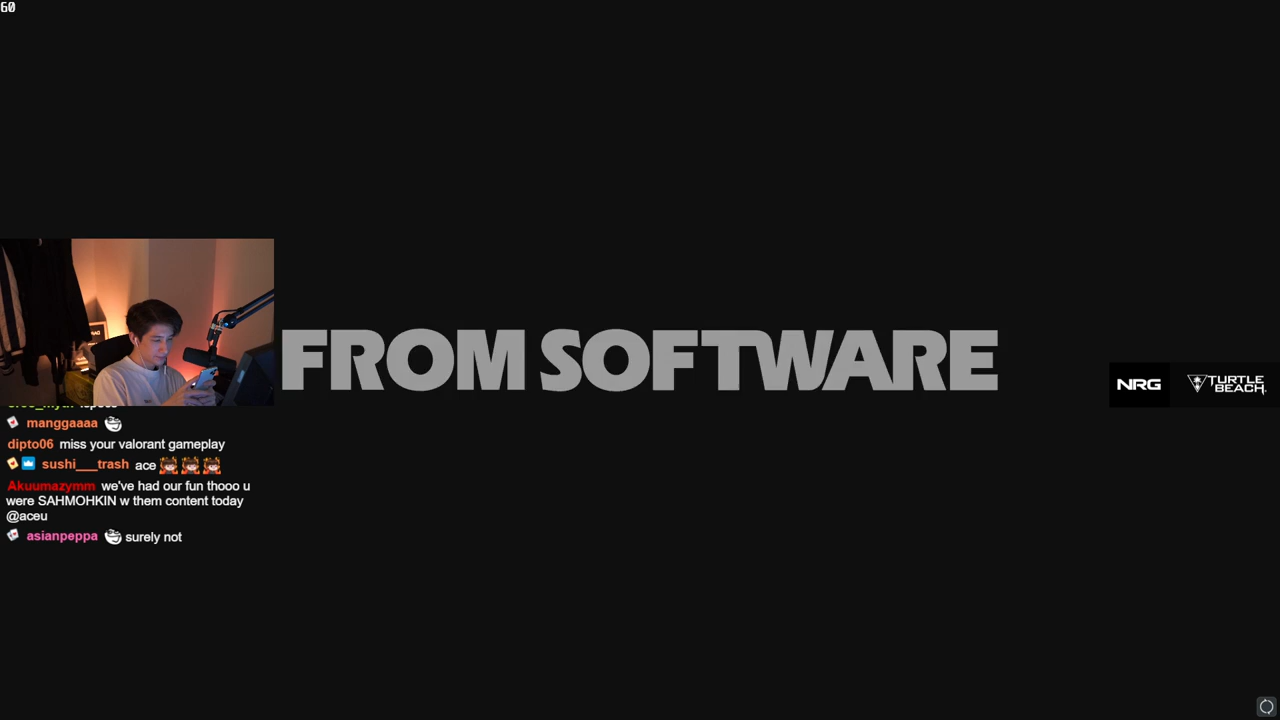 60
FROM SOFTWARE
NRG
TURTLE
BEACH.
manggaaaa
dipto06 miss your valorant gameplay
sushi___trash ace
Akuumazymm we've had our fun thooo u
were SAHMOHKIN w them content today
@aceu
asianpeppa surely not